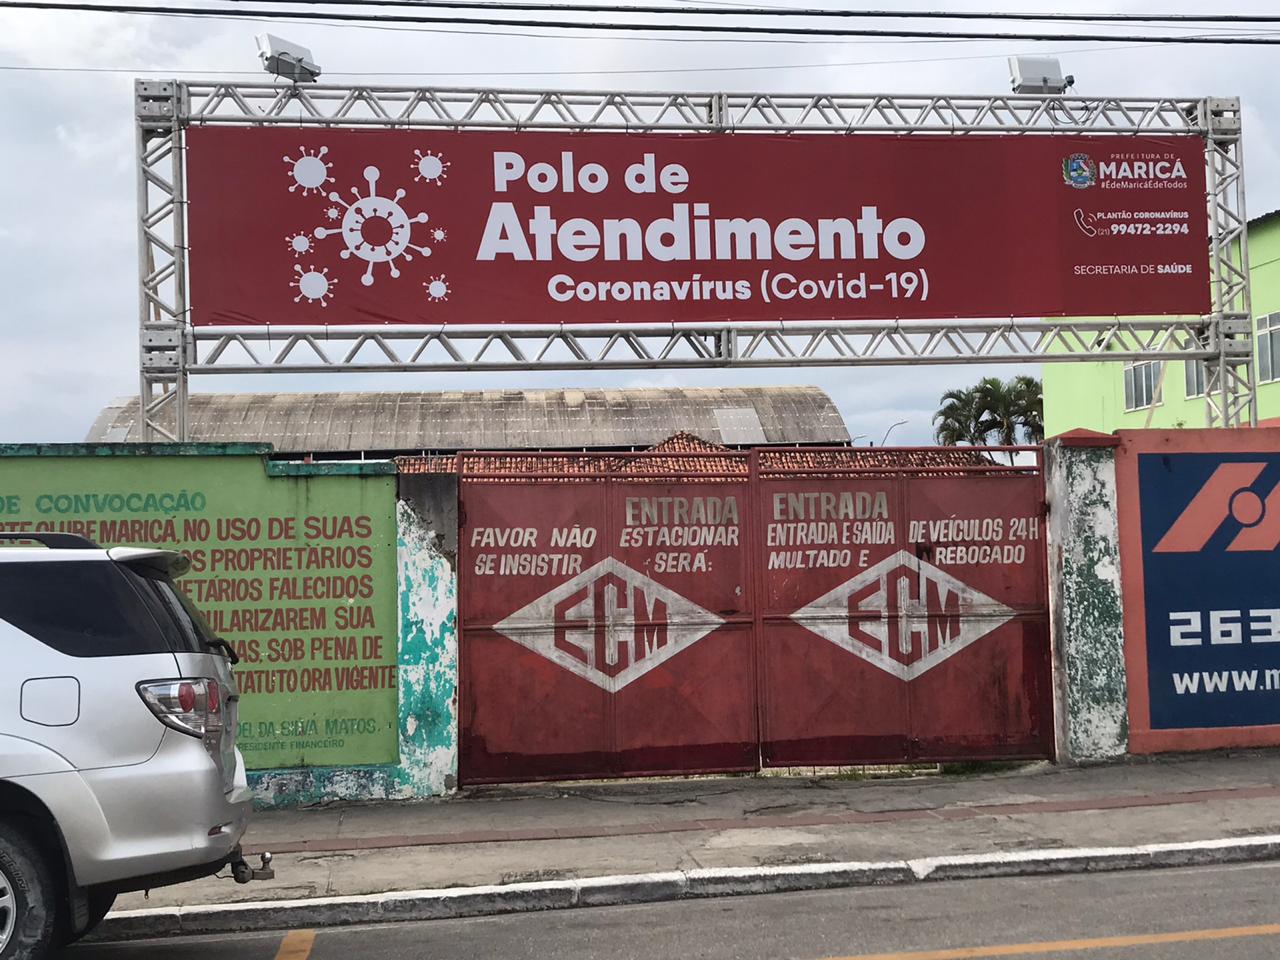 Polo de
Atendimento
Coronavírus (Covid-19)
PREFEITURA DE
MARICÁ
#ÉdeMaricáÉdeTodos
PLANTÃO CORONAVÍRUS
(21) 99472-2294
SECRETARIA DE SAÚDE
DE CONVOCAÇÃO
CLUBE MARICÁ, NO USO DE SUAS
OS PROPRIETÁRIOS
ETÁRIOS FALECIDOS
ULARIZAREM SUA
AS, SOB PENA DE
TATUTO ORA VIGENTE
DA SILVA MATOS.
RESIDENTE FINANCEIRO
ENTRADA
FAVOR NÃO ESTACIONAR
SE INSISTIR SERÁ:
ECM
ENTRADA
ENTRADA E SAÍDA DE VEÍCULOS 24H
MULTADO E REBOCADO
ECM
263
www.m